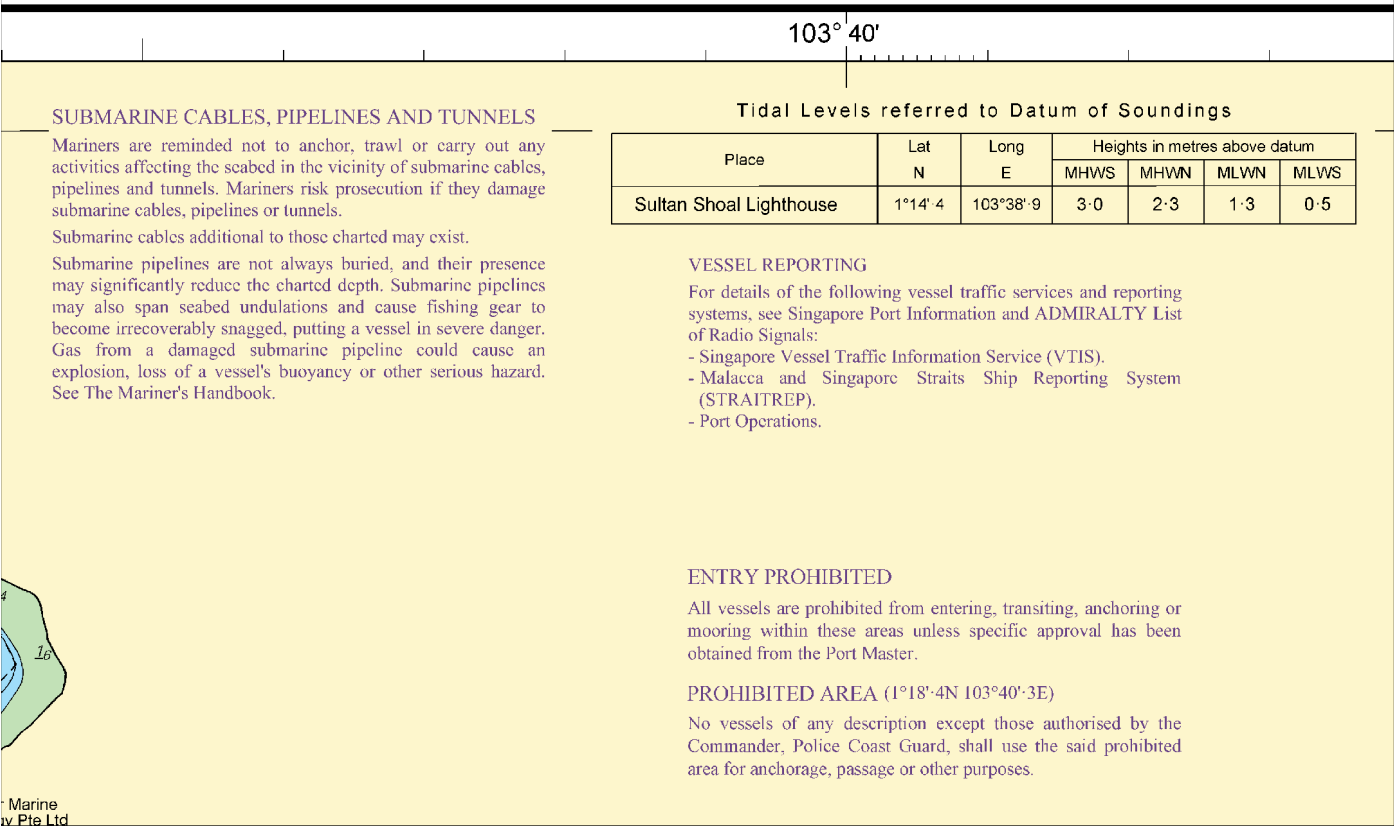 103° 40'
SUBMARINE CABLES, PIPELINES AND TUNNELS
Mariners are reminded not to anchor, trawl or carry out any
activities affecting the seabed in the vicinity of submarine cables,
pipelines and tunnels. Mariners risk prosecution if they damage
submarine cables, pipelines or tunnels.
Submarine cables additional to those charted may exist.
Submarine pipelines are not always buried, and their presence
may significantly reduce the charted depth. Submarine pipelines
may also span seabed undulations and cause fishing gear to
become irrecoverably snagged, putting a vessel in severe danger.
Gas from a damaged submarine pipeline could cause an
explosion, loss of a vessel's buoyancy or other serious hazard.
See The Mariner's Handbook.
Tidal Levels referred to Datum of Soundings
Place Lat N Long E Heights in metres above datum
MHWS MHWN MLWN MLWS
Sultan Shoal Lighthouse 1°14'·4 103°38'·9 3·0 2·3 1·3 0·5
VESSEL REPORTING
For details of the following vessel traffic services and reporting
systems, see Singapore Port Information and ADMIRALTY List
of Radio Signals:
- Singapore Vessel Traffic Information Service (VTIS).
- Malacca and Singapore Straits Ship Reporting System
(STRAITREP).
- Port Operations.
ENTRY PROHIBITED
All vessels are prohibited from entering, transiting, anchoring or
mooring within these areas unless specific approval has been
obtained from the Port Master.
PROHIBITED AREA (1°18'·4N 103°40'·3E)
No vessels of any description except those authorised by the
Commander, Police Coast Guard, shall use the said prohibited
area for anchorage, passage or other purposes.
4
16
Marine
Pte Ltd